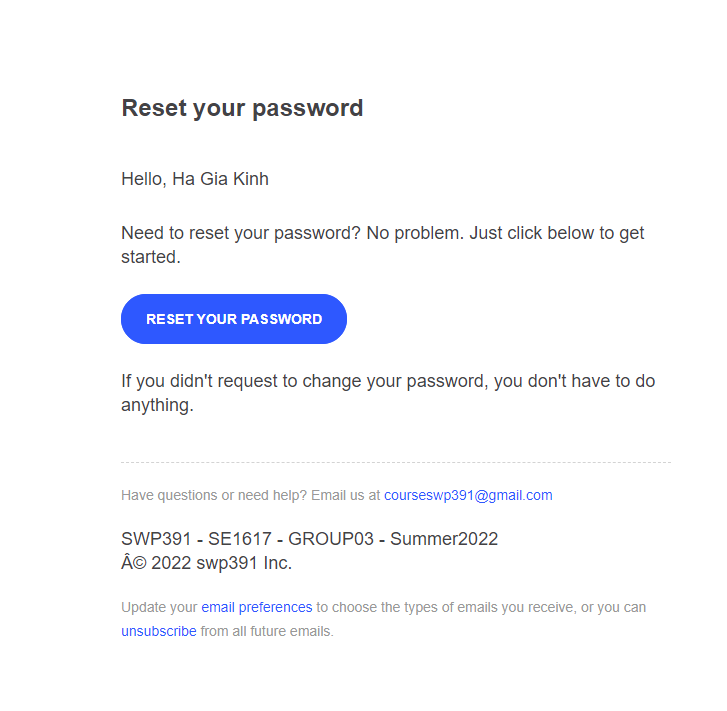 Reset your password
Hello, Ha Gia Kinh
Need to reset your password? No problem. Just click below to get
started.
RESET YOUR PASSWORD
If you didn't request to change your password, you don't have to do
anything.
Have questions or need help? Email us at courseswp391@gmail.com
SWP391 - SE1617 - GROUP03 - Summer2022
Â© 2022 swp391 Inc.
Update your email preferences to choose the types of emails you receive, or you can
unsubscribe from all future emails.